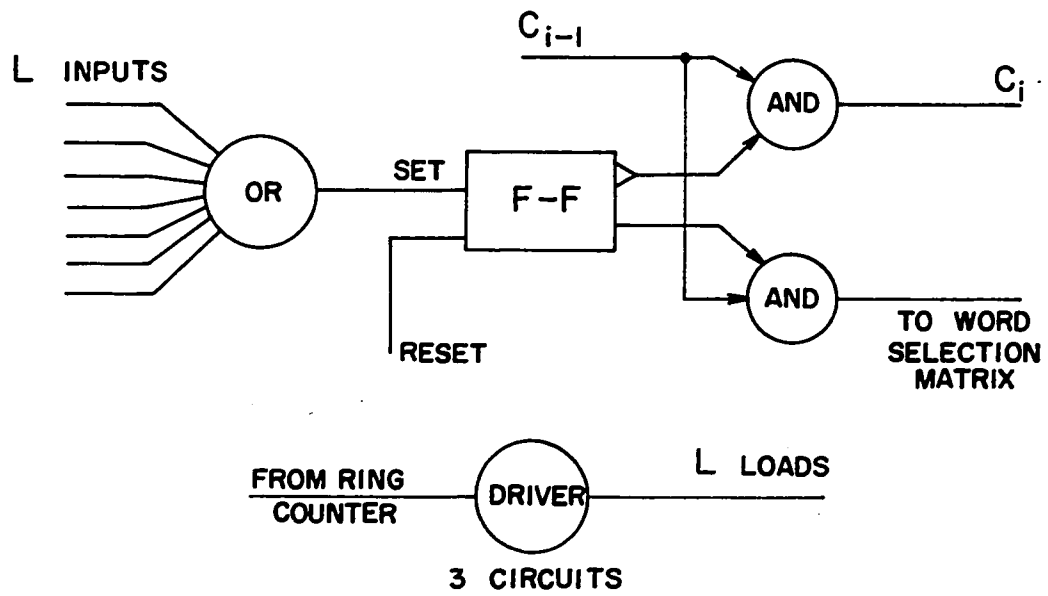 C_{i-1}
L INPUTS
AND
C_i
OR
SET
F-F
AND
RESET
TO WORD
SELECTION
MATRIX
FROM RING
COUNTER
DRIVER
L LOADS
3 CIRCUITS